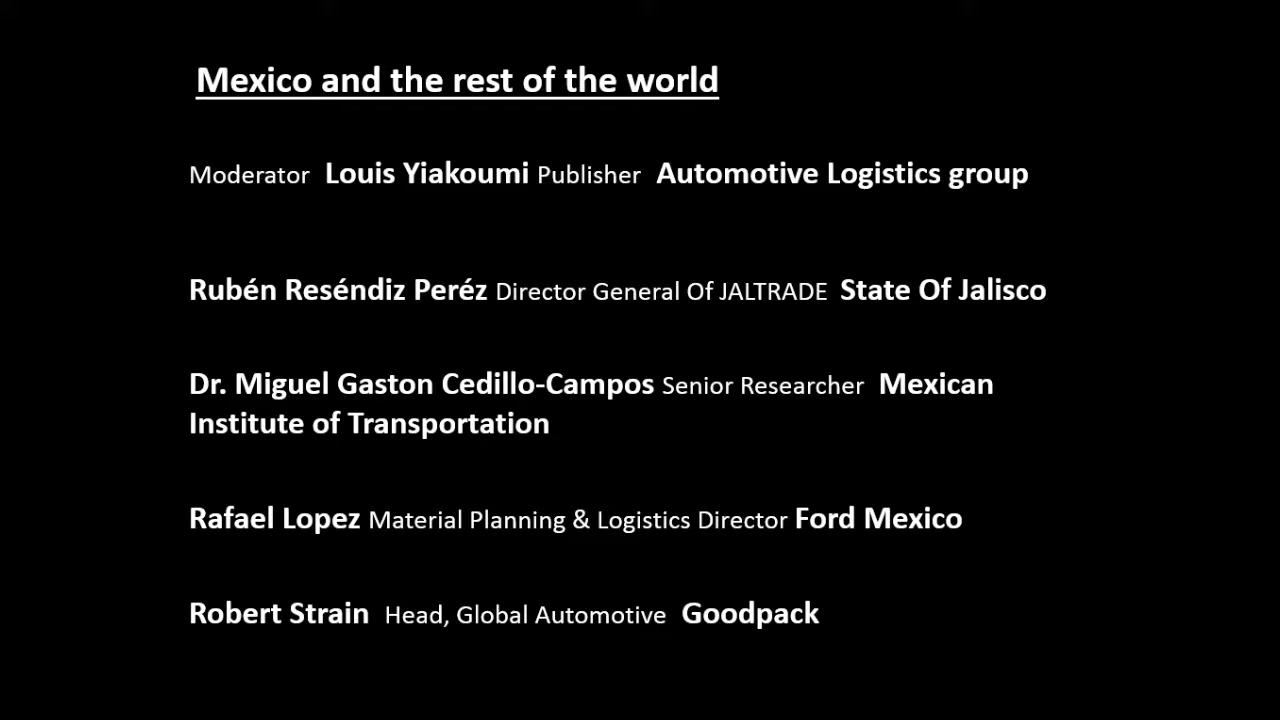 Mexico and the rest of the world
Moderator Louis Yiakoumi Publisher Automotive Logistics group
Rubén Reséndiz Peréz Director General Of JALTRADE State Of Jalisco
Dr. Miguel Gaston Cedillo-Campos Senior Researcher Mexican
Institute of Transportation
Rafael Lopez Material Planning & Logistics Director Ford Mexico
Robert Strain Head, Global Automotive Goodpack